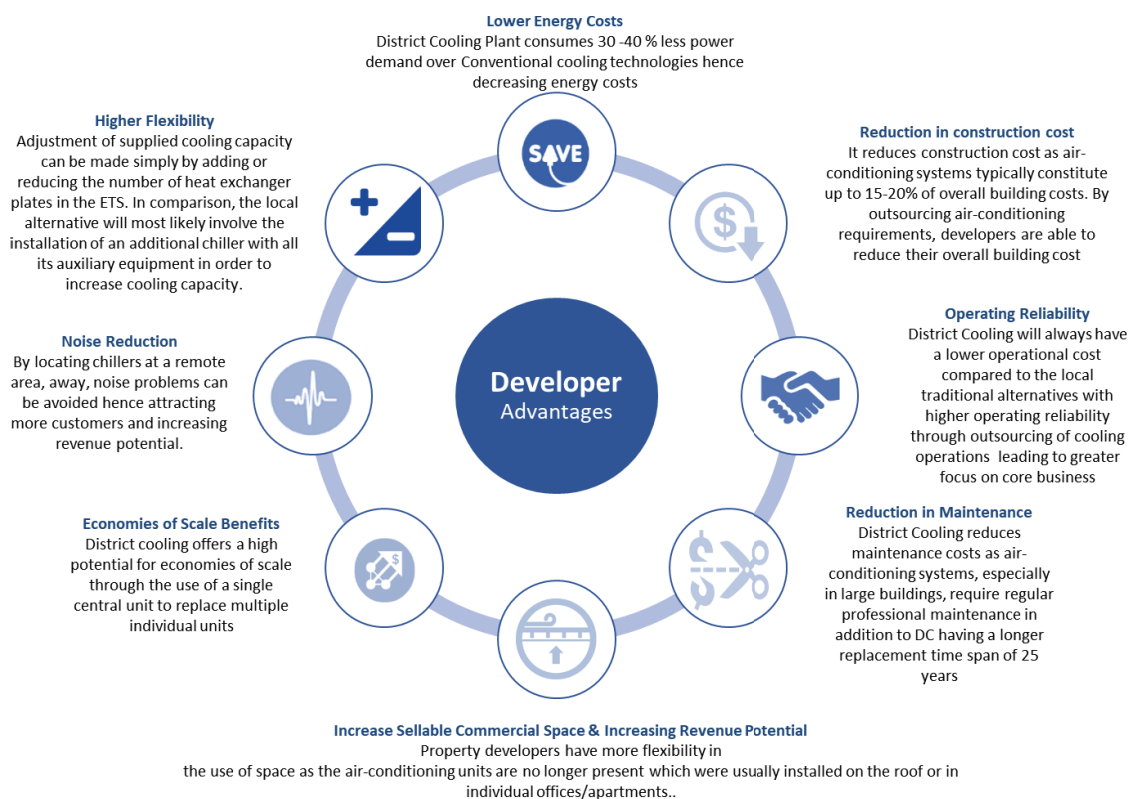 Lower Energy Costs
District Cooling Plant consumes 30 -40 % less power
demand over Conventional cooling technologies hence
decreasing energy costs
SAVE
Reduction in construction cost
It reduces construction cost as air-
conditioning systems typically constitute
up to 15-20% of overall building costs. By
outsourcing air-conditioning
requirements, developers are able to
reduce their overall building cost
$
Operating Reliability
District Cooling will always have
a lower operational cost
compared to the local
traditional alternatives with
higher operating reliability
through outsourcing of cooling
operations  leading to greater
focus on core business
Reduction in Maintenance
District Cooling reduces
maintenance costs as air-
conditioning systems, especially
in large buildings, require regular
professional maintenance in
addition to DC having a longer
replacement time span of 25
years
$
Increase Sellable Commercial Space & Increasing Revenue Potential
Property developers have more flexibility in
the use of space as the air-conditioning units are no longer present which were usually installed on the roof or in
individual offices/apartments..
Economies of Scale Benefits
District cooling offers a high
potential for economies of scale
through the use of a single
central unit to replace multiple
individual units
$
Noise Reduction
By locating chillers at a remote
area, away, noise problems can
be avoided hence attracting
more customers and increasing
revenue potential.
Higher Flexibility
Adjustment of supplied cooling capacity
can be made simply by adding or
reducing the number of heat exchanger
plates in the ETS. In comparison, the local
alternative will most likely involve the
installation of an additional chiller with all
its auxiliary equipment in order to
increase cooling capacity.
Developer
Advantages